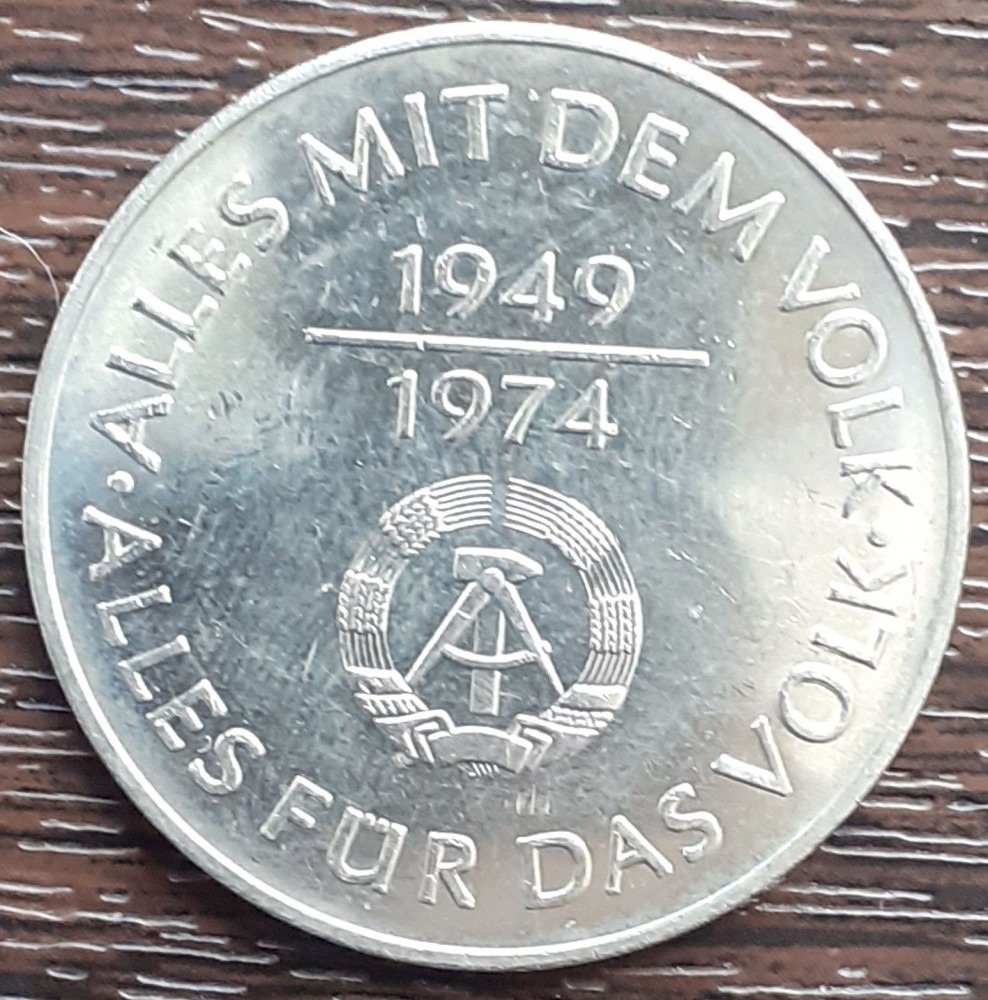 · ALLES MIT DEM VOLK ·
1949
1974
ALLES FÜR DAS VOLK